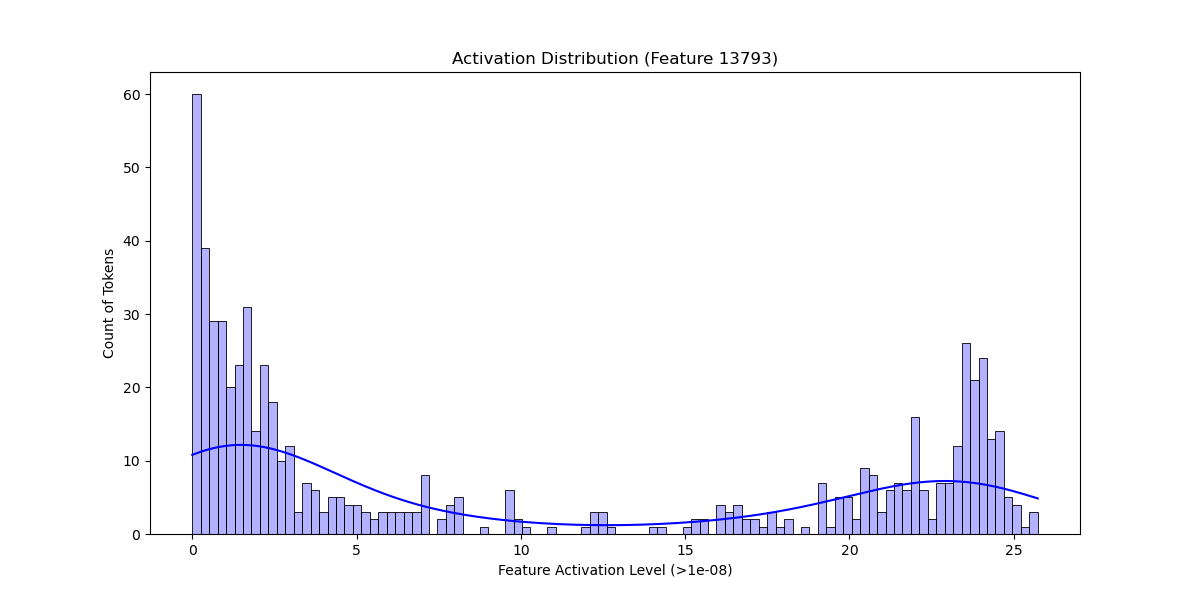 Activation Distribution (Feature 13793)
Count of Tokens
60
50
40
30
20
10
0
0 5 10 15 20 25
Feature Activation Level (>1e-08)